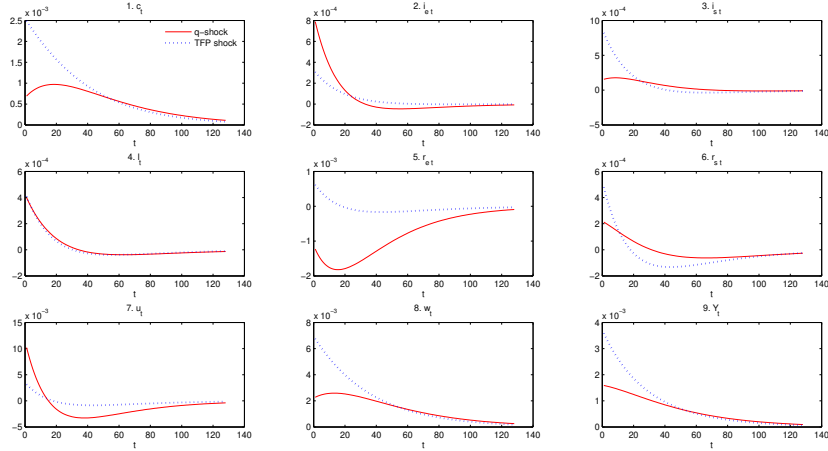 1. c_t
x 10^-3
2.5
2
1.5
1
0.5
0
0 20 40 60 80 100 120 140
t
q-shock
TFP shock
2. i_et
x 10^-4
8
6
4
2
0
-2
0 20 40 60 80 100 120 140
t
3. i_st
x 10^-4
10
5
0
-5
0 20 40 60 80 100 120 140
t
4. l_t
x 10^-4
6
4
2
0
-2
0 20 40 60 80 100 120 140
t
5. r_et
x 10^-3
1
0
-1
-2
0 20 40 60 80 100 120 140
t
6. r_st
x 10^-4
6
4
2
0
-2
0 20 40 60 80 100 120 140
t
7. u_t
x 10^-3
15
10
5
0
-5
0 20 40 60 80 100 120 140
t
8. w_t
x 10^-3
8
6
4
2
0
0 20 40 60 80 100 120 140
t
9. Y_t
x 10^-3
4
3
2
1
0
0 20 40 60 80 100 120 140
t